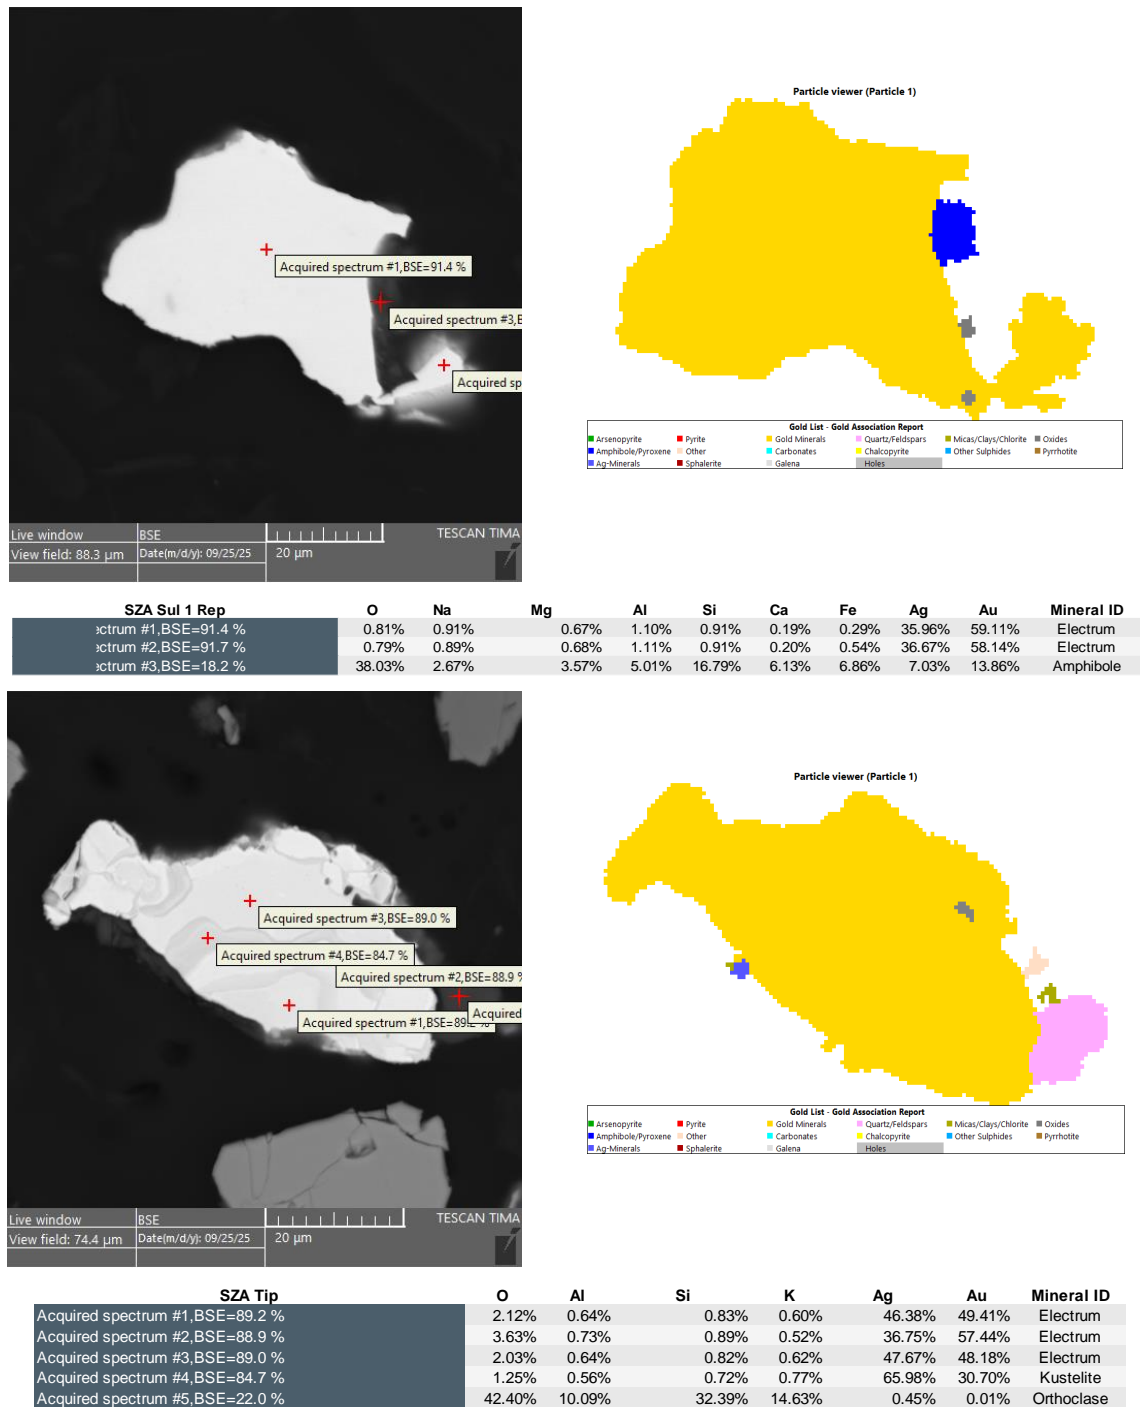 Particle viewer (Particle 1)
Acquired spectrum #1,BSE=91.4 %
Acquired spectrum #3,B
Acquired sp
Gold List - Gold Association Report
Arsenopyrite Pyrite Gold Minerals Quartz/Feldspars Micas/Clays/Chlorite Oxides
Amphibole/Pyroxene Other Carbonates Chalcopyrite Other Sulphides Pyrrhotite
Ag-Minerals Sphalerite Galena Holes
Live window BSE TESCAN TIMA
View field: 88.3 µm Date(m/d/y): 09/25/25 20 µm
SZA Sul 1 Rep O Na Mg Al Si Ca Fe Ag Au Mineral ID
ectrum #1,BSE=91.4 % 0.81% 0.91% 0.67% 1.10% 0.91% 0.19% 0.29% 35.96% 59.11% Electrum
ectrum #2,BSE=91.7 % 0.79% 0.89% 0.68% 1.11% 0.91% 0.20% 0.54% 36.67% 58.14% Electrum
ectrum #3,BSE=18.2 % 38.03% 2.67% 3.57% 5.01% 16.79% 6.13% 6.86% 7.03% 13.86% Amphibole
Particle viewer (Particle 1)
Acquired spectrum #3,BSE=89.0 %
Acquired spectrum #4,BSE=84.7 %
Acquired spectrum #2,BSE=88.9 %
Acquired
Acquired spectrum #1,BSE=89.2 %
Gold List - Gold Association Report
Arsenopyrite Pyrite Gold Minerals Quartz/Feldspars Micas/Clays/Chlorite Oxides
Amphibole/Pyroxene Other Carbonates Chalcopyrite Other Sulphides Pyrrhotite
Ag-Minerals Sphalerite Galena Holes
Live window BSE TESCAN TIMA
View field: 74.4 µm Date(m/d/y): 09/25/25 20 µm
SZA Tip O Al Si K Ag Au Mineral ID
Acquired spectrum #1,BSE=89.2 % 2.12% 0.64% 0.83% 0.60% 46.38% 49.41% Electrum
Acquired spectrum #2,BSE=88.9 % 3.63% 0.73% 0.89% 0.52% 36.75% 57.44% Electrum
Acquired spectrum #3,BSE=89.0 % 2.03% 0.64% 0.82% 0.62% 47.67% 48.18% Electrum
Acquired spectrum #4,BSE=84.7 % 1.25% 0.56% 0.72% 0.77% 65.98% 30.70% Kustelite
Acquired spectrum #5,BSE=22.0 % 42.40% 10.09% 32.39% 14.63% 0.45% 0.01% Orthoclase